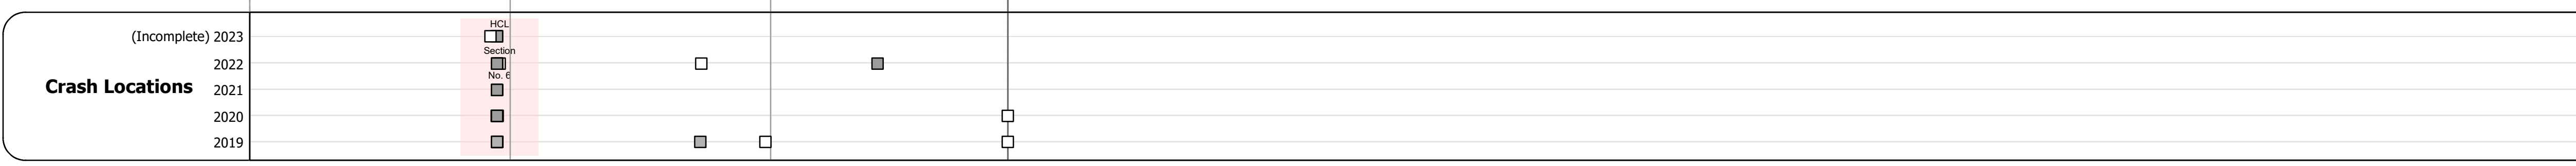 HCL
(Incomplete) 2023
Section
2022
No. 6
Crash Locations
2021
2020
2019